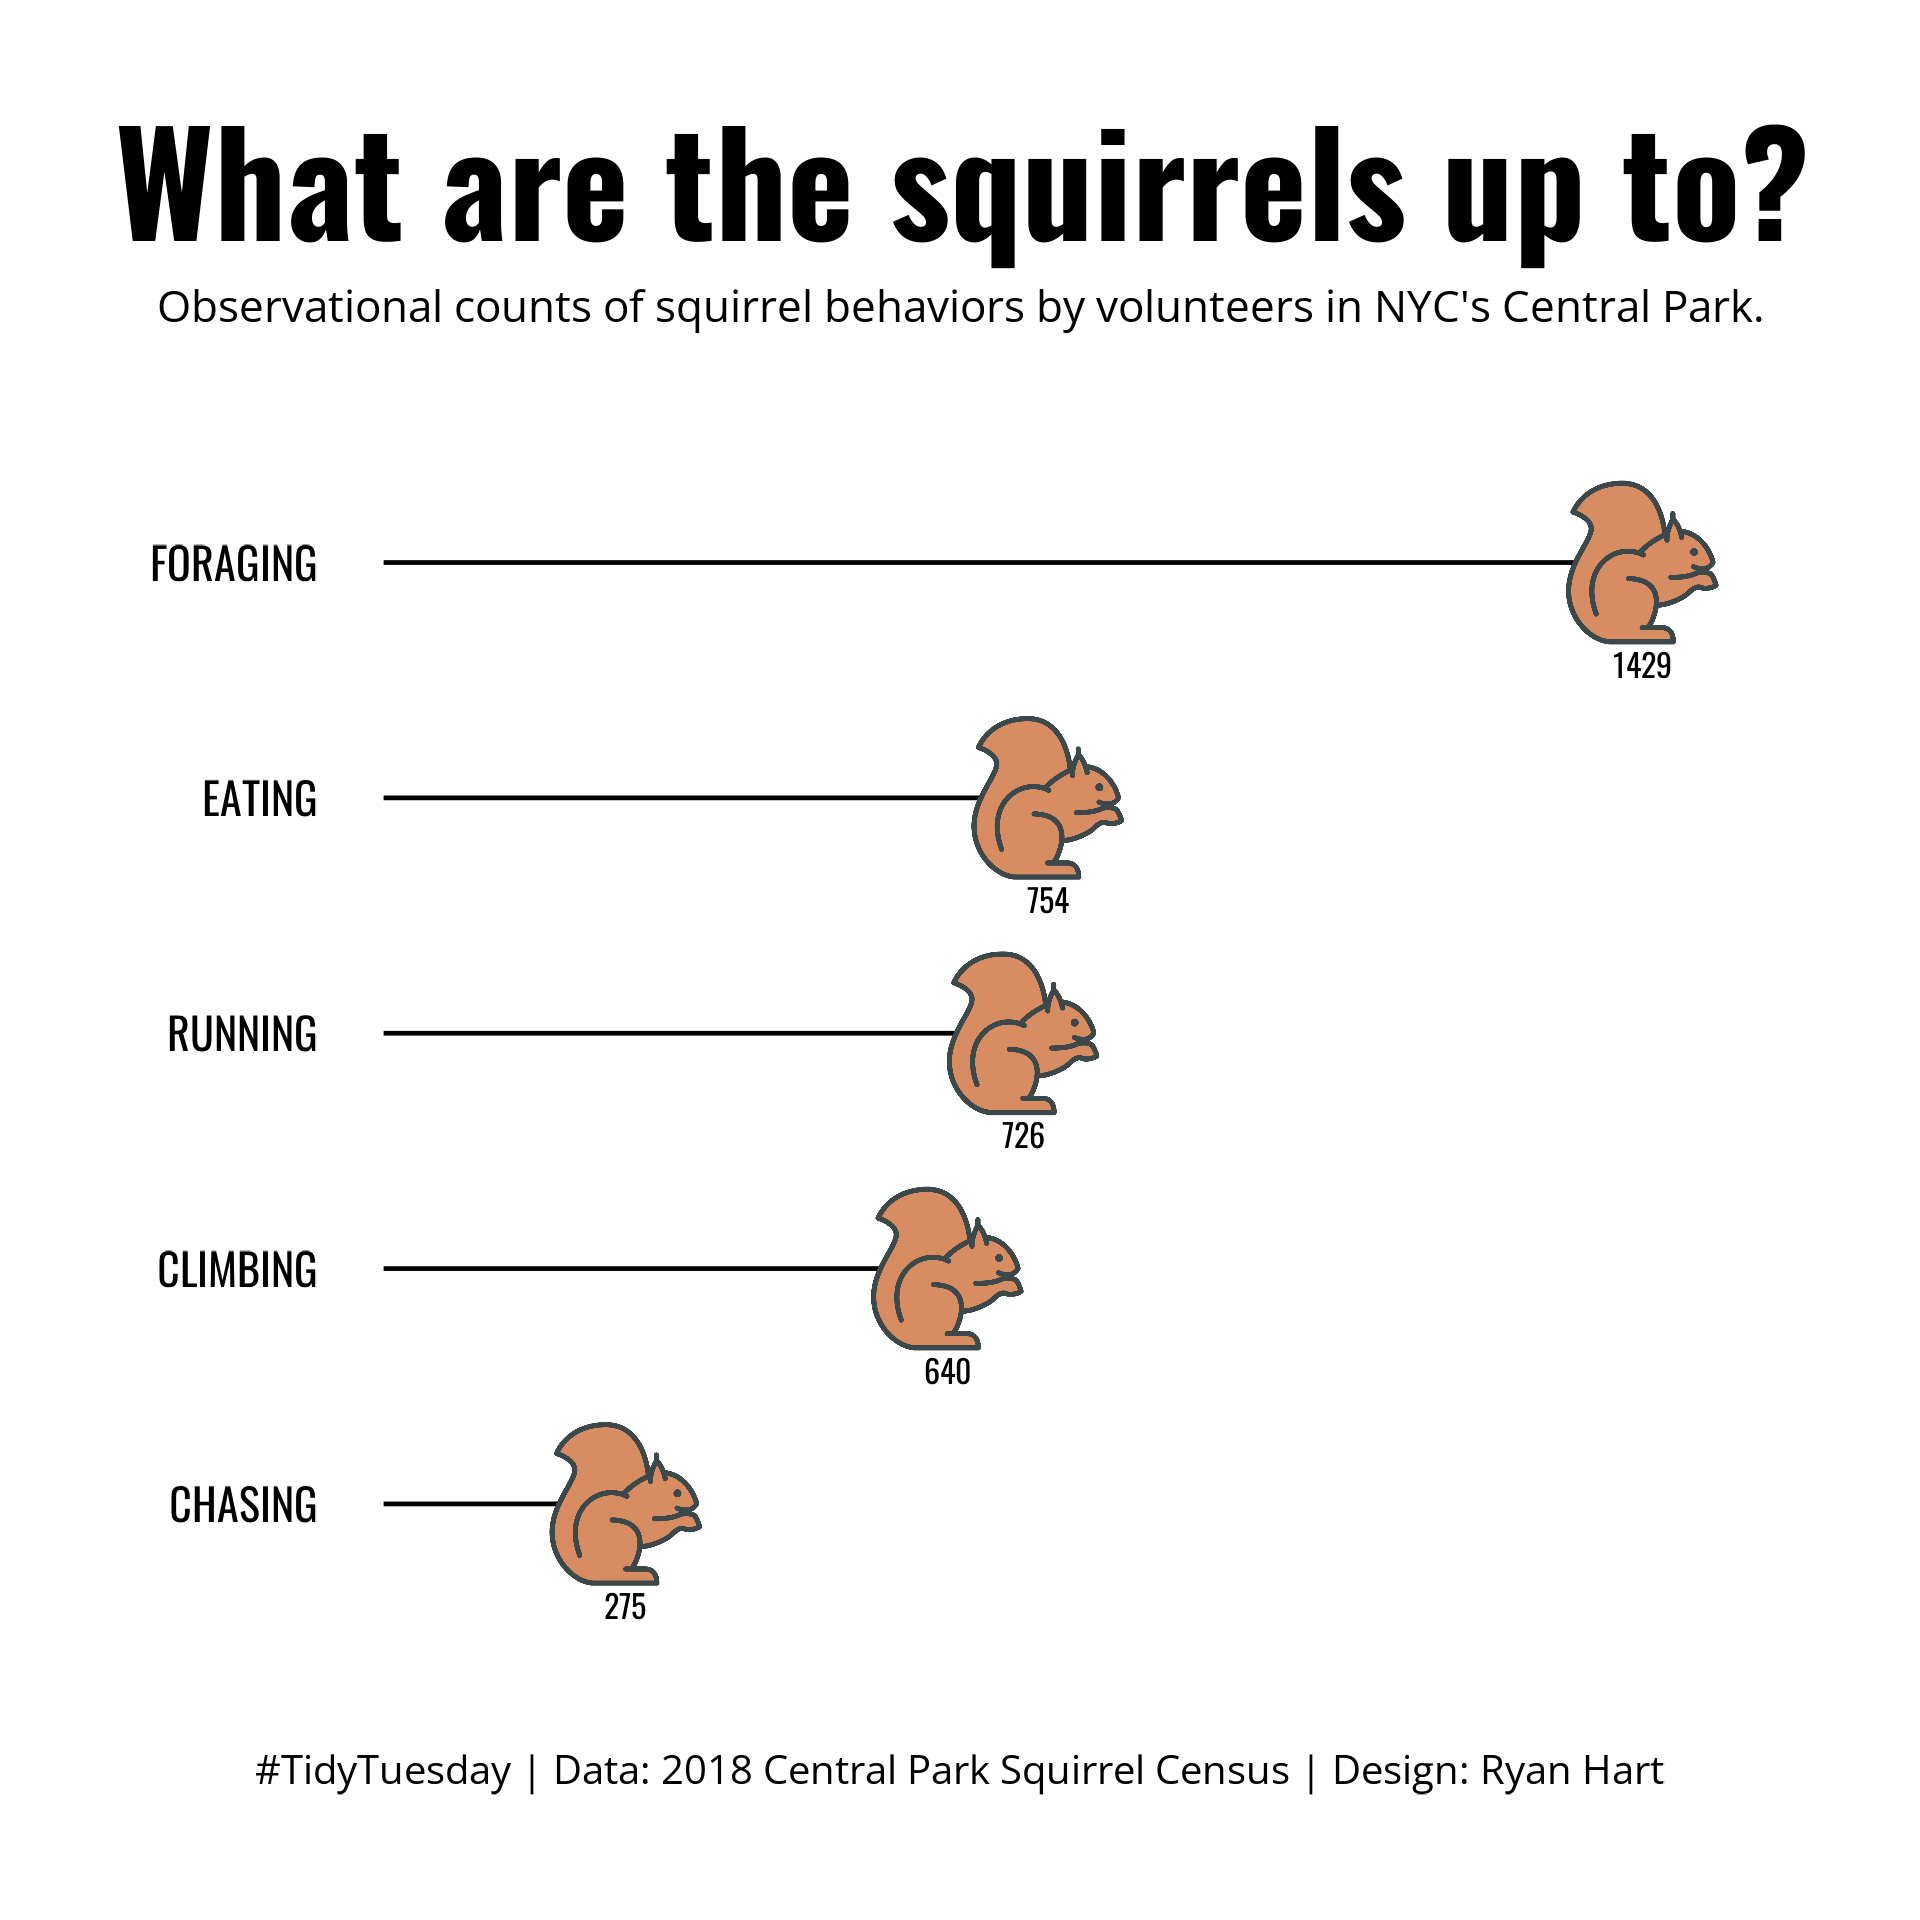 What are the squirrels up to?
Observational counts of squirrel behaviors by volunteers in NYC's Central Park.
FORAGING
1429
EATING
754
RUNNING
726
CLIMBING
640
CHASING
275
#TidyTuesday | Data: 2018 Central Park Squirrel Census | Design: Ryan Hart